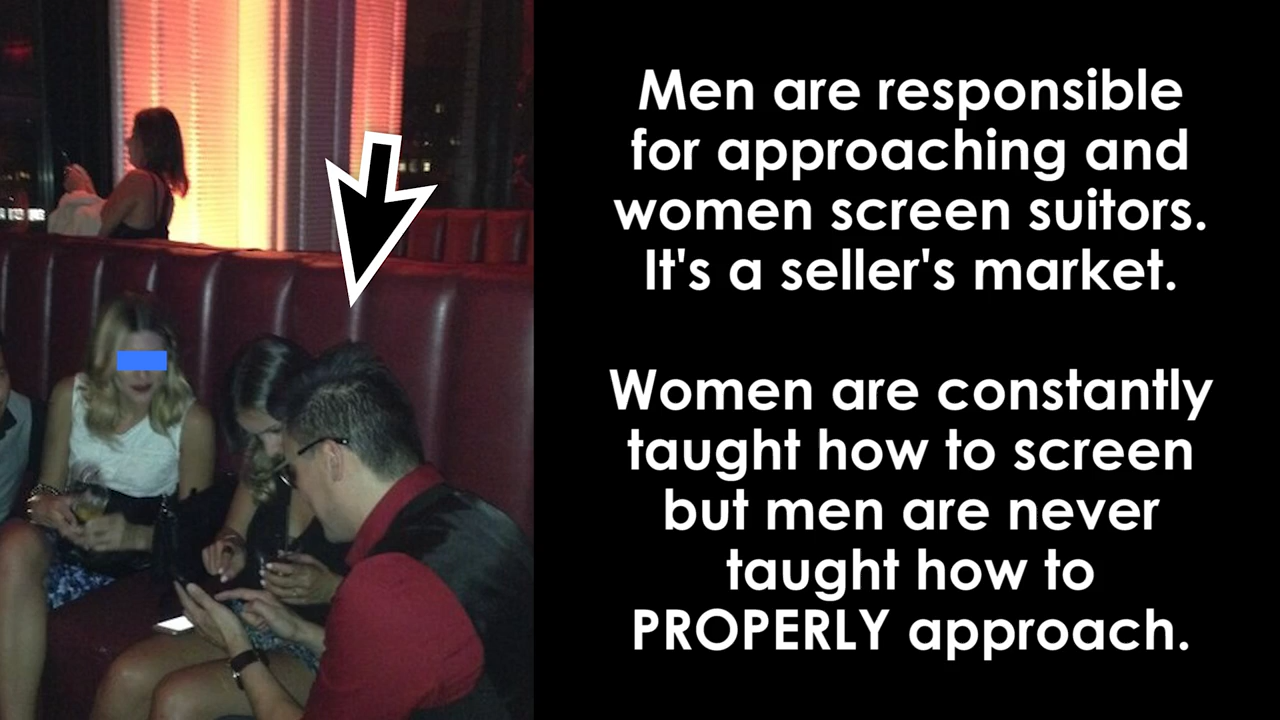 Men are responsible
for approaching and
women screen suitors.
It's a seller's market.
Women are constantly
taught how to screen
but men are never
taught how to
PROPERLY approach.